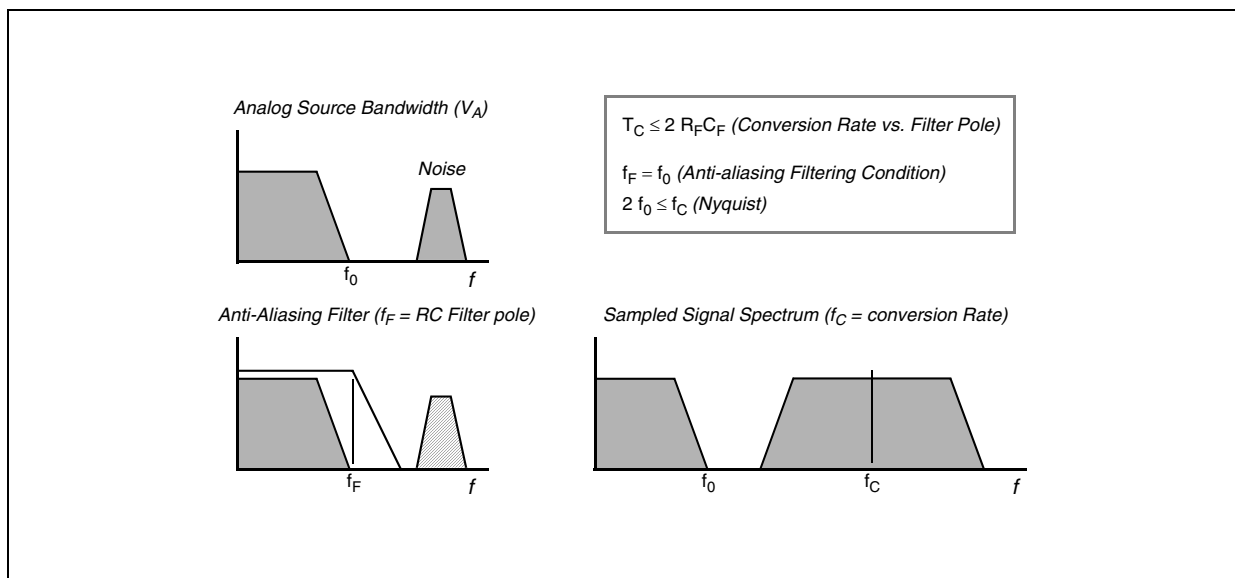 Analog Source Bandwidth (VA)
Noise
f0
f
TC ≤ 2 RFCF (Conversion Rate vs. Filter Pole)
fF = f0 (Anti-aliasing Filtering Condition)
2 f0 ≤ fC (Nyquist)
Anti-Aliasing Filter (fF = RC Filter pole)
fF
f
Sampled Signal Spectrum (fC = conversion Rate)
f0
fC
f